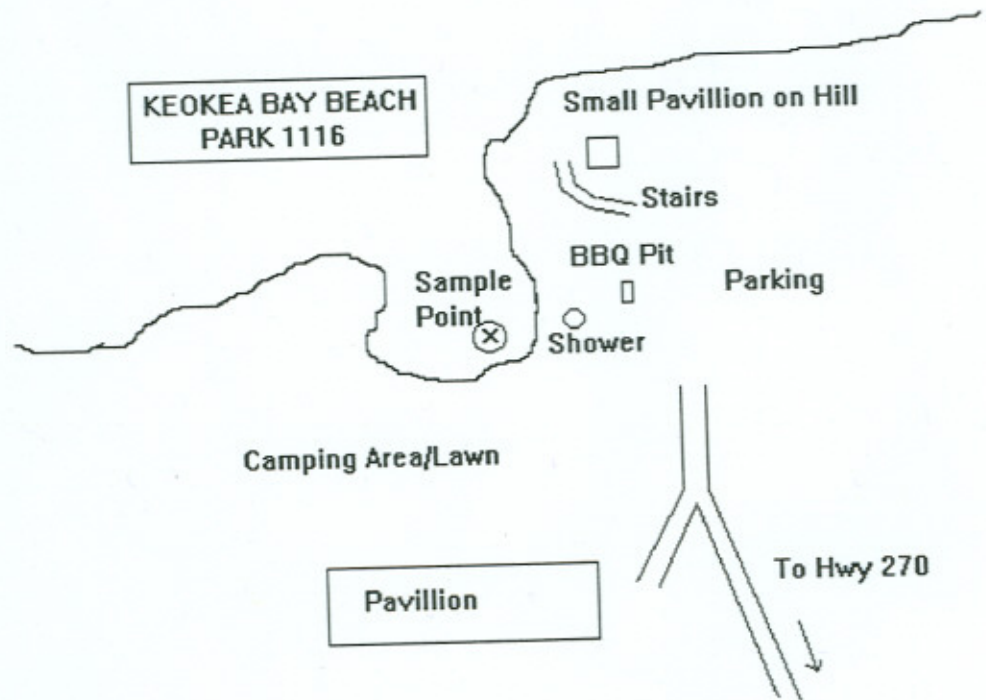 KEOKEA BAY BEACH
PARK 1116
Small Pavillion on Hill
Stairs
BBQ Pit
Sample
Point
Parking
Shower
Camping Area/Lawn
To Hwy 270
Pavillion